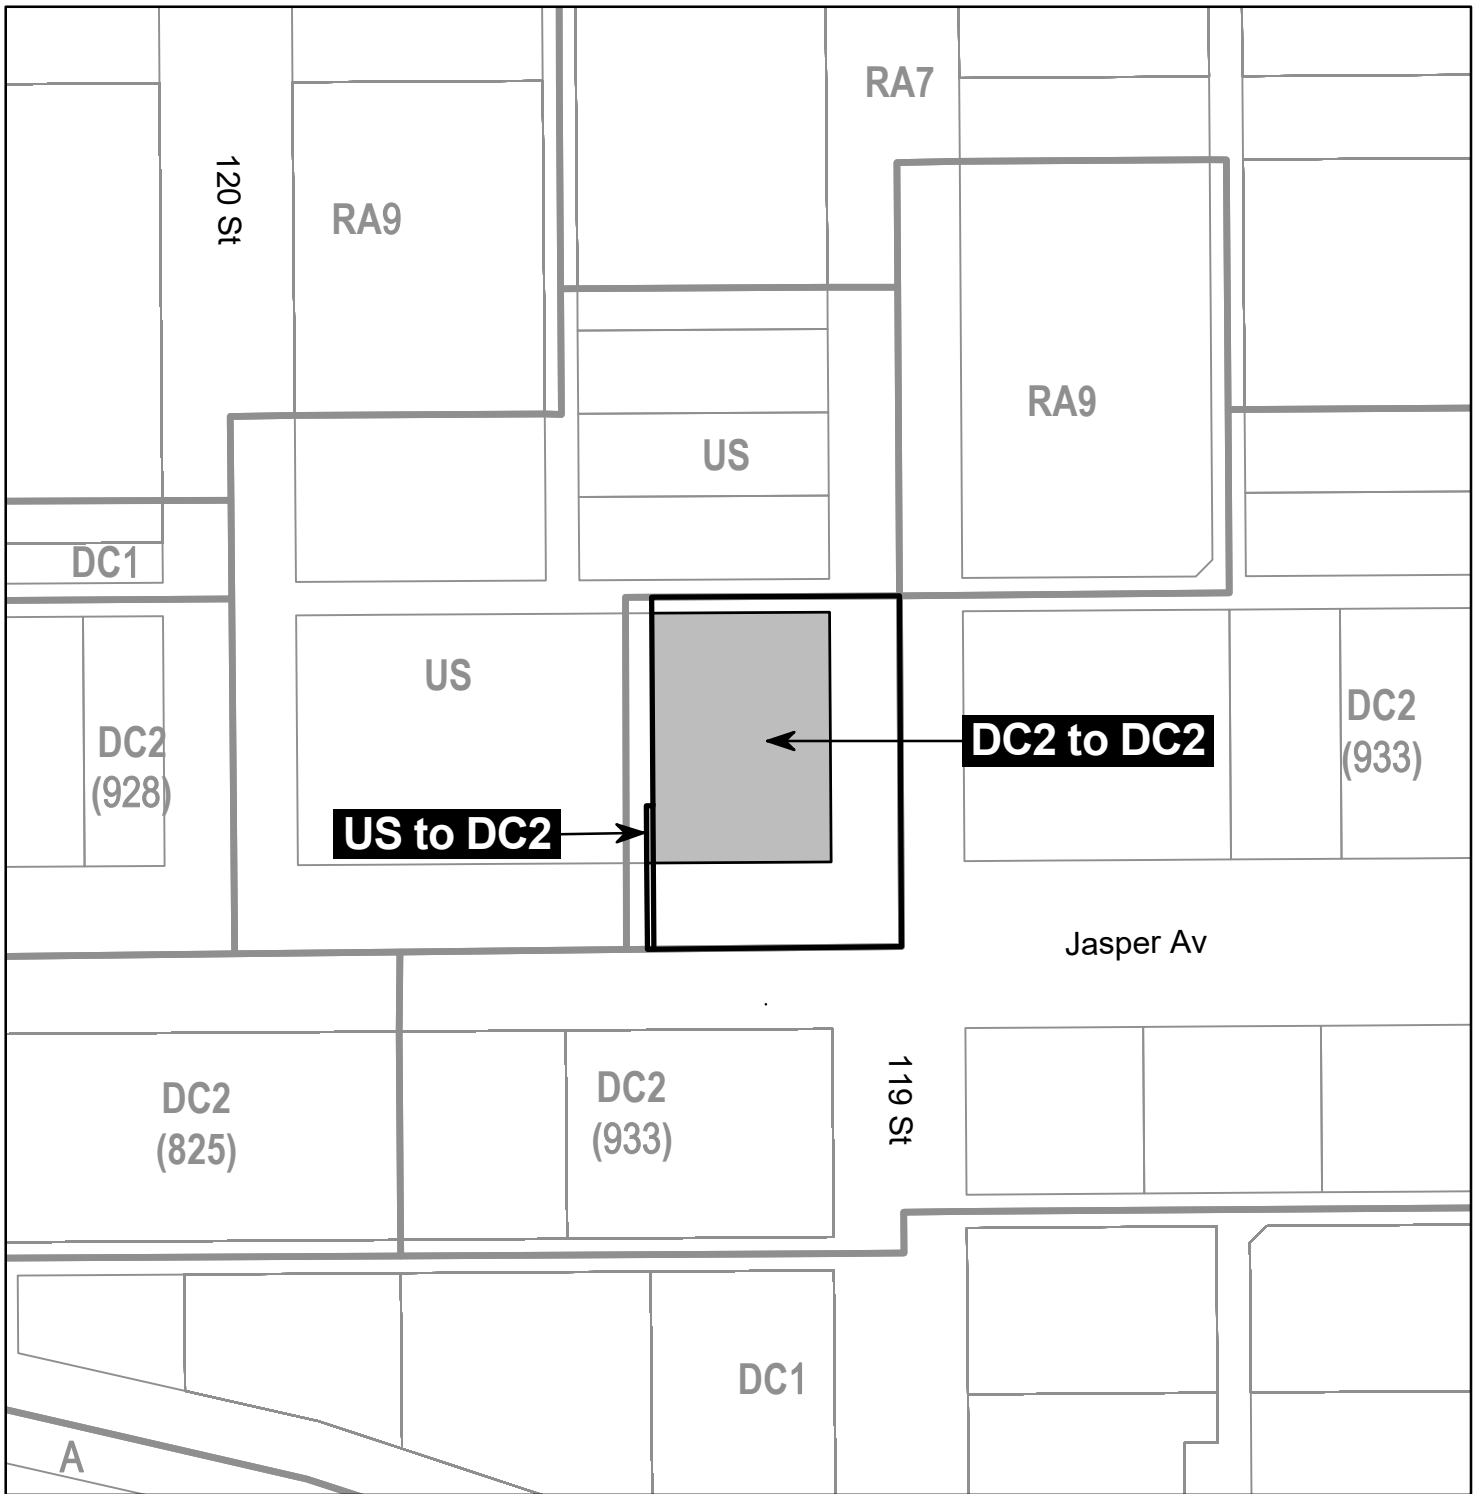 RA7
120 St
RA9
RA9
US
DC1
US
DC2
(928)
DC2 to DC2
DC2
(933)
US to DC2
Jasper Av
DC2
(825)
DC2
(933)
119 St
DC1
A